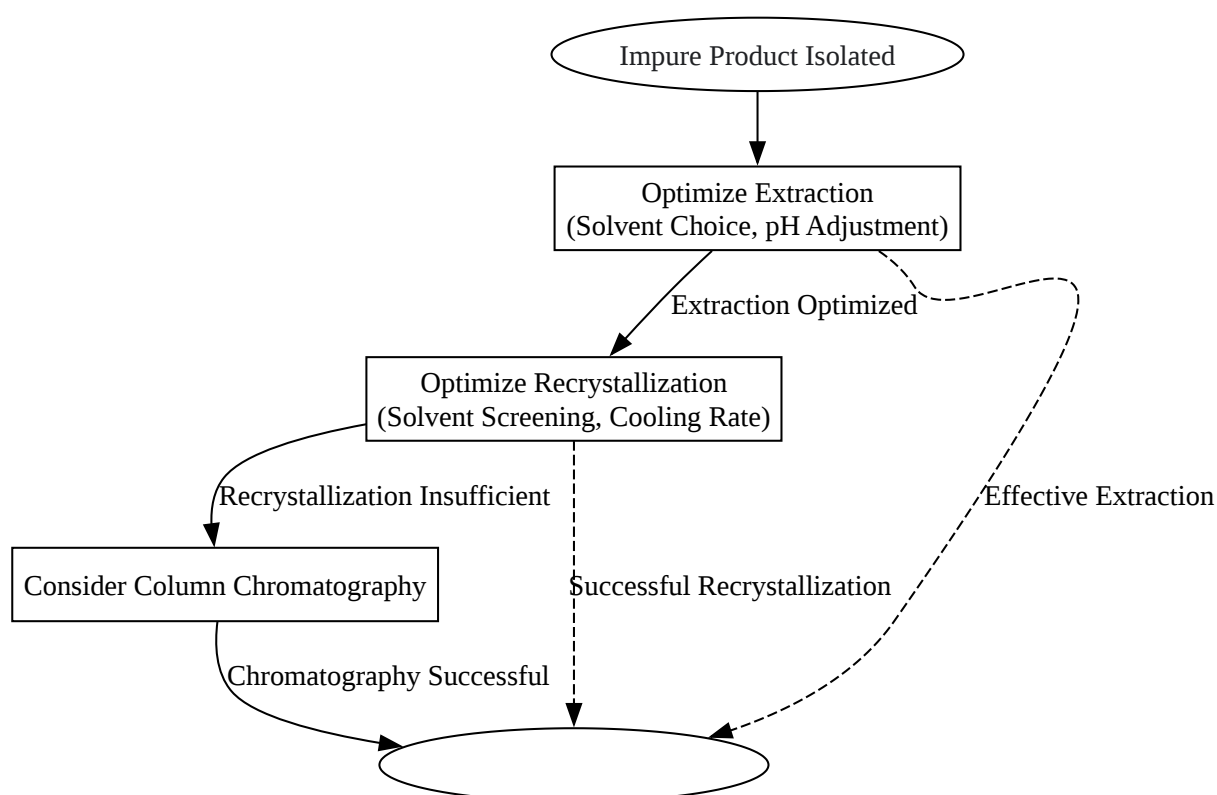 Impure Product Isolated
Optimize Extraction
(Solvent Choice, pH Adjustment)
Extraction Optimized
Optimize Recrystallization
(Solvent Screening, Cooling Rate)
Recrystallization Insufficient
Effective Extraction
Consider Column Chromatography
Successful Recrystallization
Chromatography Successful